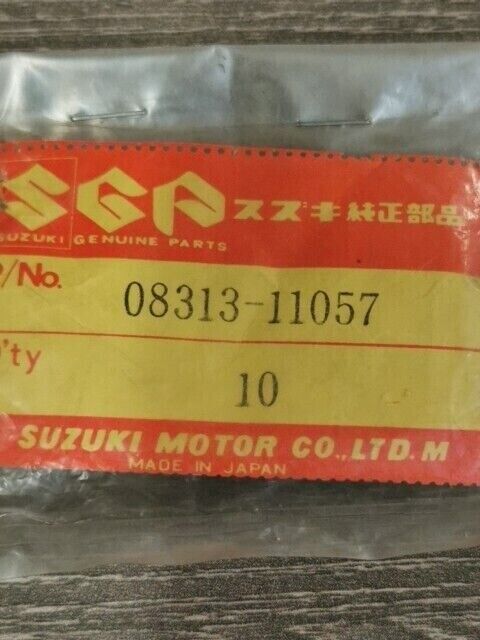 SGP スズキ純正部品
SUZUKI GENUINE PARTS
P/No. 08313-11057
Q'ty 10
SUZUKI MOTOR CO.,LTD. M
MADE IN JAPAN